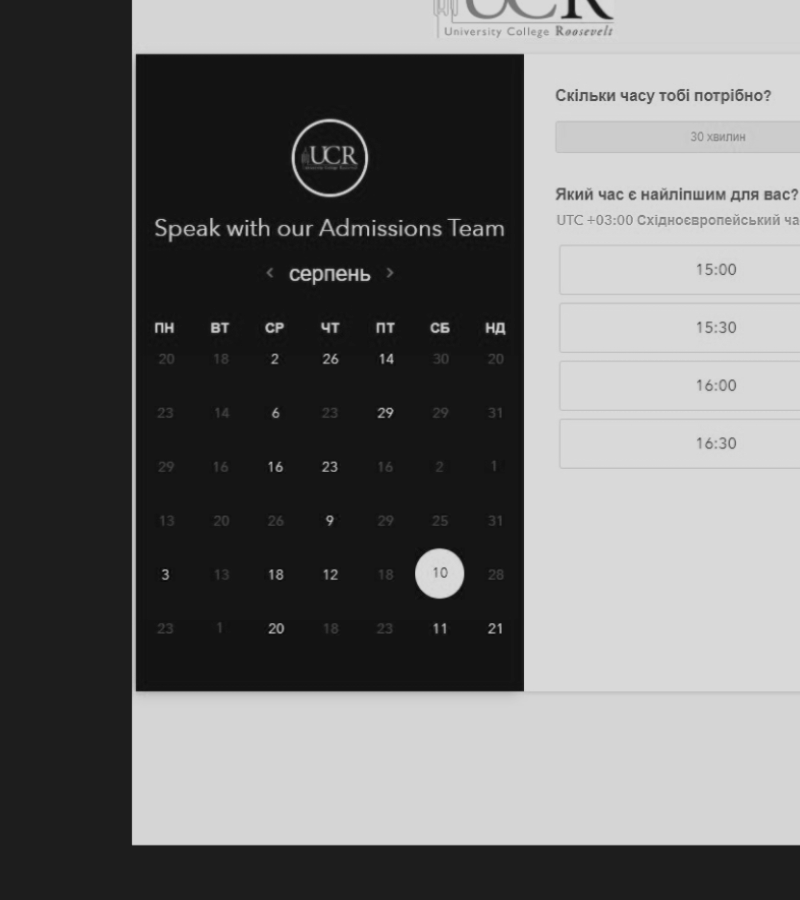 UCR
University College Roosevelt
UCR
Speak with our Admissions Team
‹ серпень ›
ПН ВТ СР ЧТ ПТ СБ НД
20 18 2 26 14 30 20
23 14 6 23 29 29 31
29 16 16 23 16 2 1
13 20 26 9 29 25 31
3 13 18 12 18 10 28
23 1 20 18 23 11 21
Скільки часу тобі потрібно?
30 хвилин
Який час є найліпшим для вас?
UTC +03:00 Східноєвропейський ча
15:00
15:30
16:00
16:30